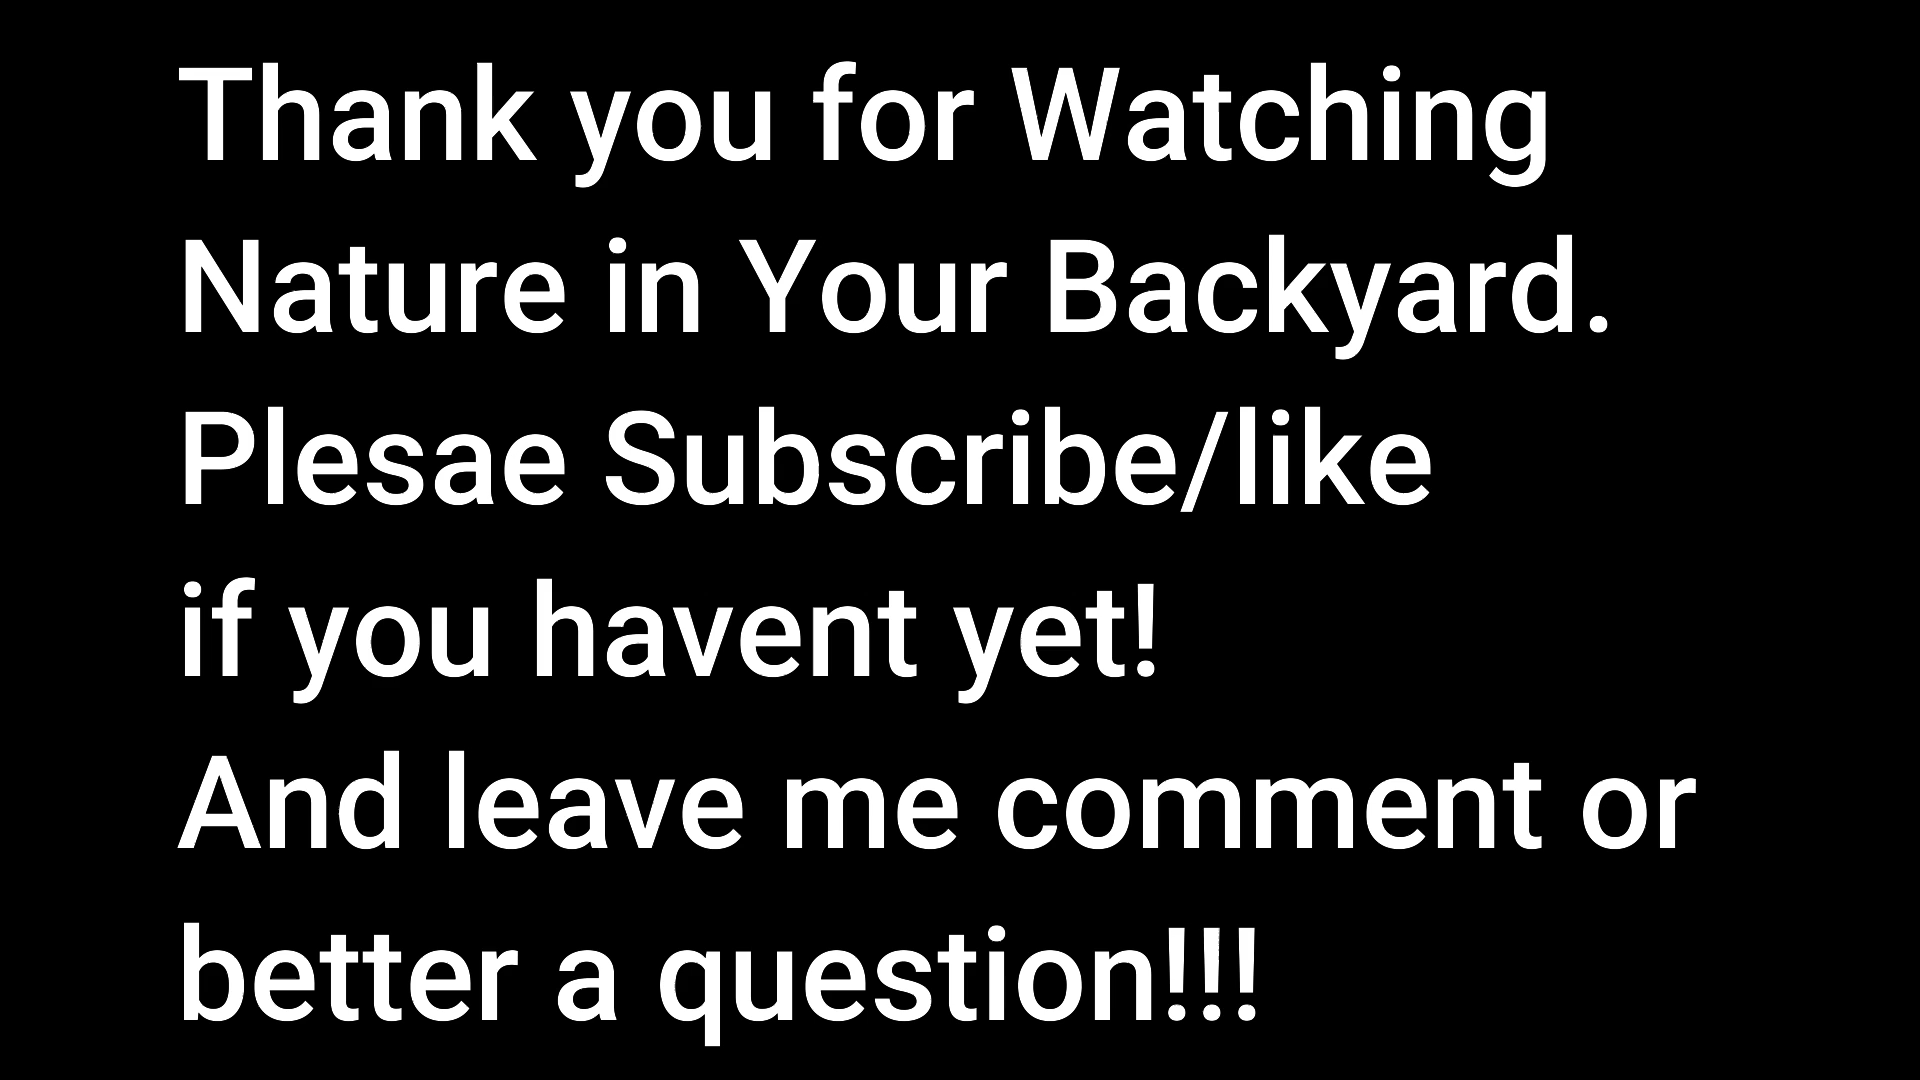 Thank you for Watching
Nature in Your Backyard.
Plesae Subscribe/like
if you havent yet!
And leave me comment or
better a question!!!